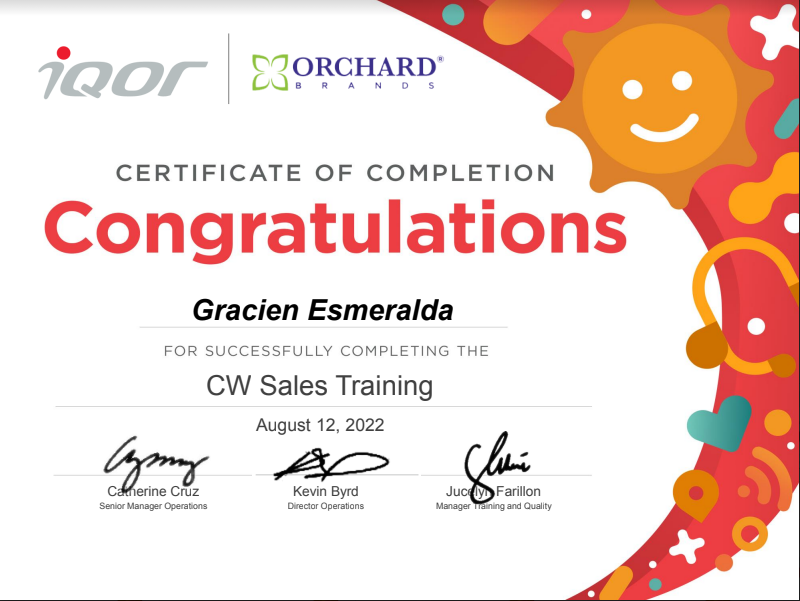 iQor
ORCHARD®
BRANDS
CERTIFICATE OF COMPLETION
Congratulations
Gracien Esmeralda
FOR SUCCESSFULLY COMPLETING THE
CW Sales Training
August 12, 2022
Catherine Cruz Kevin Byrd Jucelyn Farillon
Senior Manager Operations Director Operations Manager Training and Quality